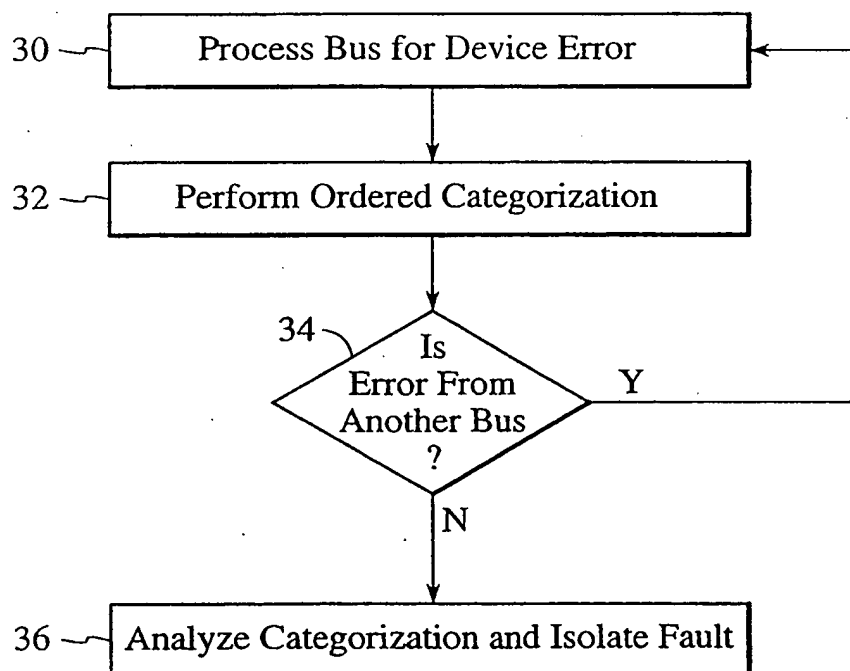 30
Process Bus for Device Error
32
Perform Ordered Categorization
34
Is
Error From
Another Bus
?
Y
N
36
Analyze Categorization and Isolate Fault